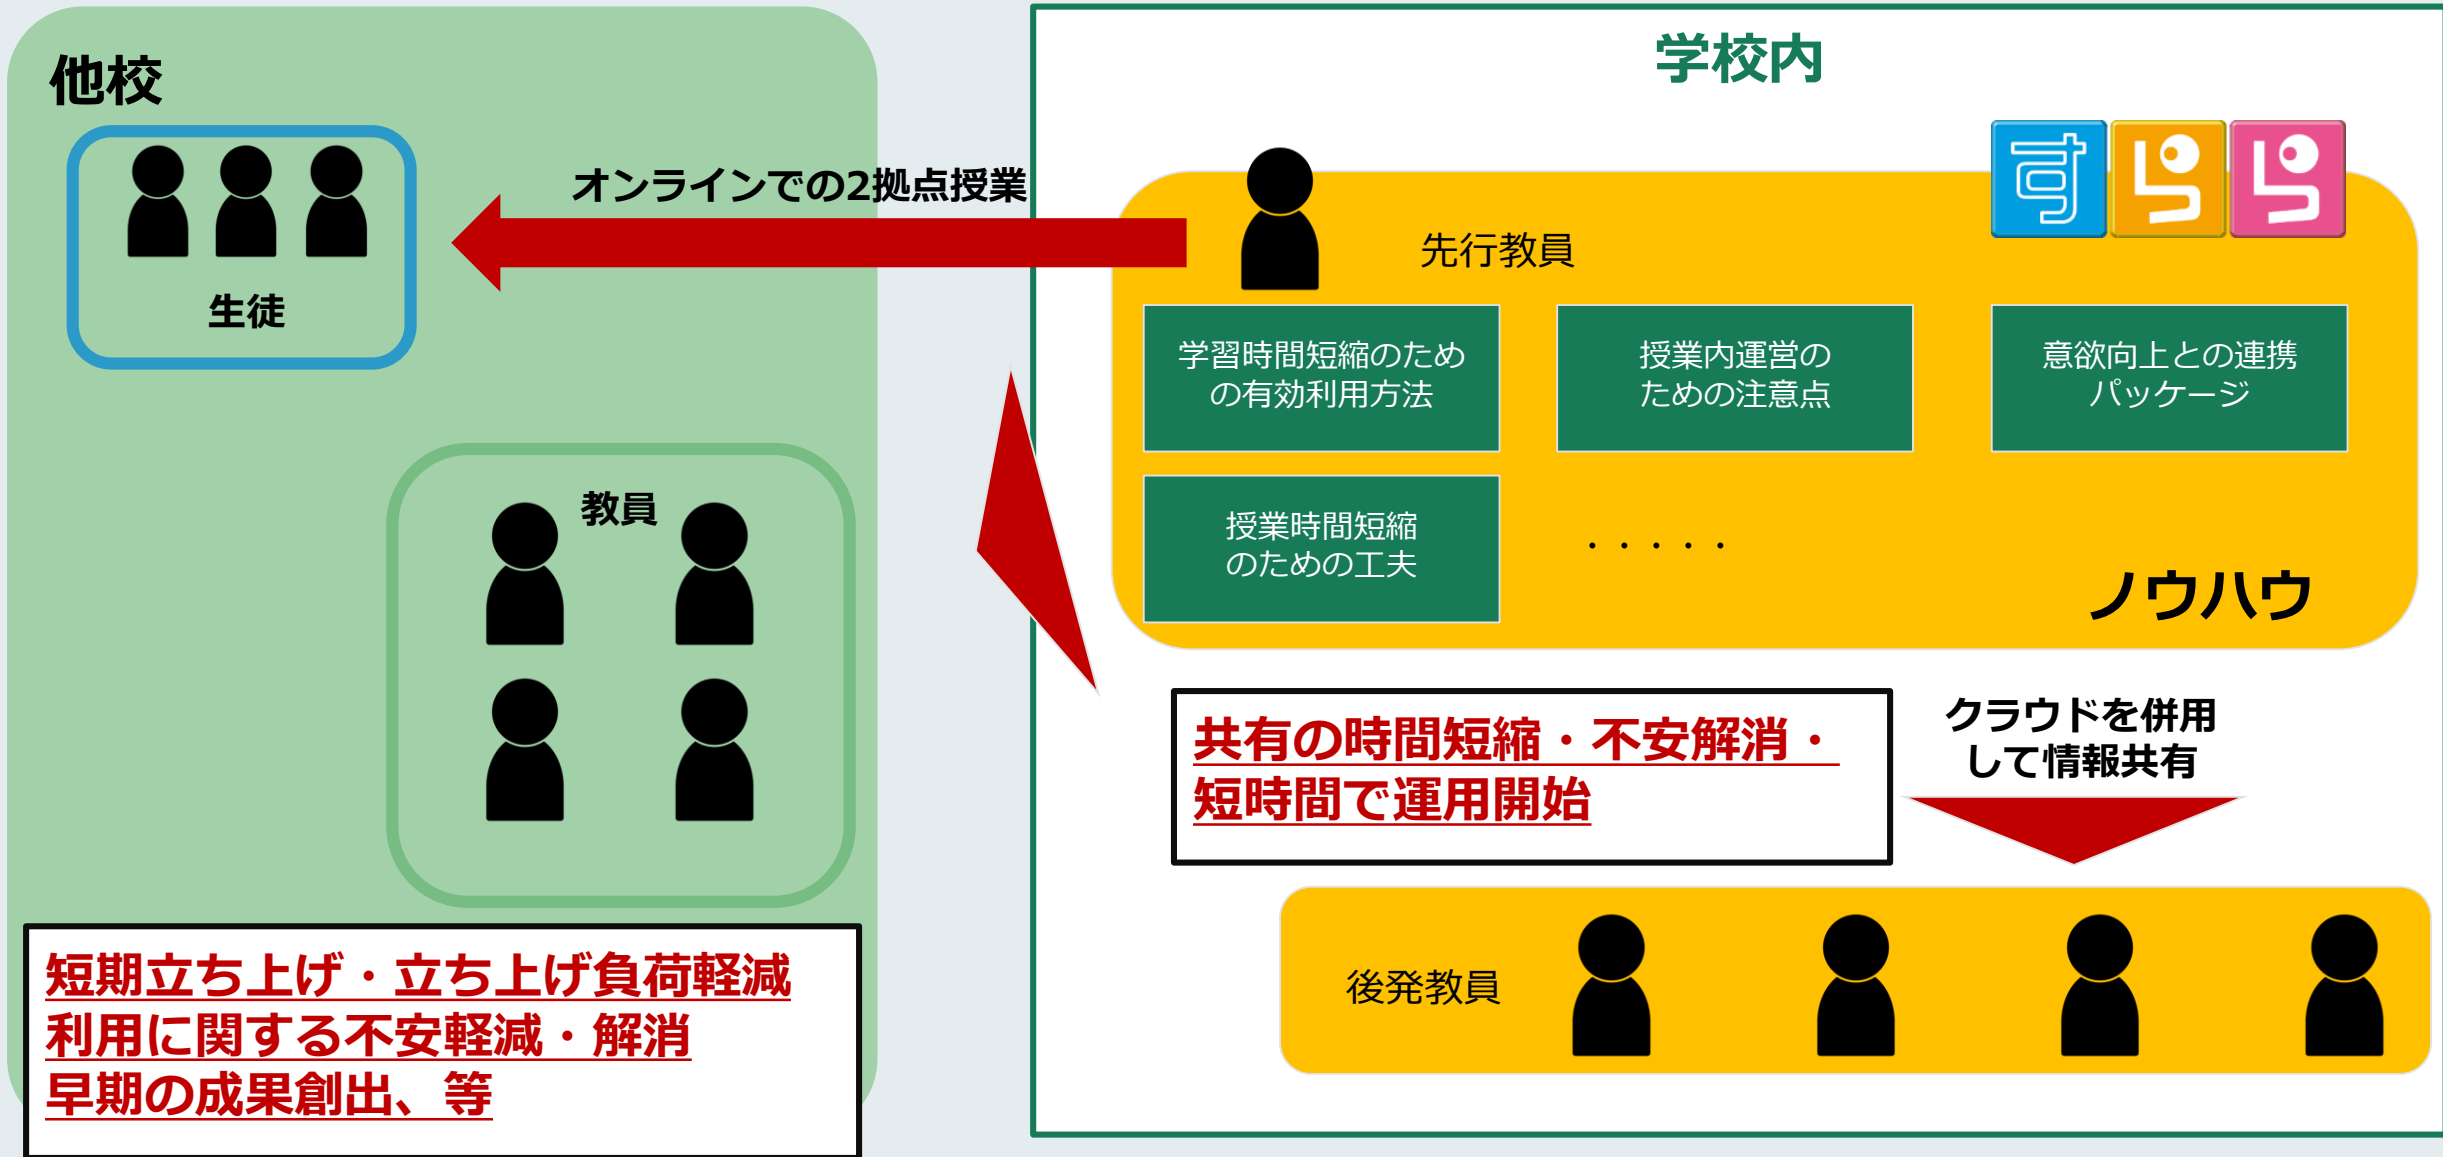 他校
生徒
オンラインでの2拠点授業
教員
短期立ち上げ・立ち上げ負荷軽減
利用に関する不安軽減・解消
早期の成果創出、等
学校内
すらら
先行教員
学習時間短縮のため
の有効利用方法
授業内運営の
ための注意点
意欲向上との連携
パッケージ
授業時間短縮
のための工夫
・・・・・
ノウハウ
共有の時間短縮・不安解消・
短時間で運用開始
クラウドを併用
して情報共有
後発教員